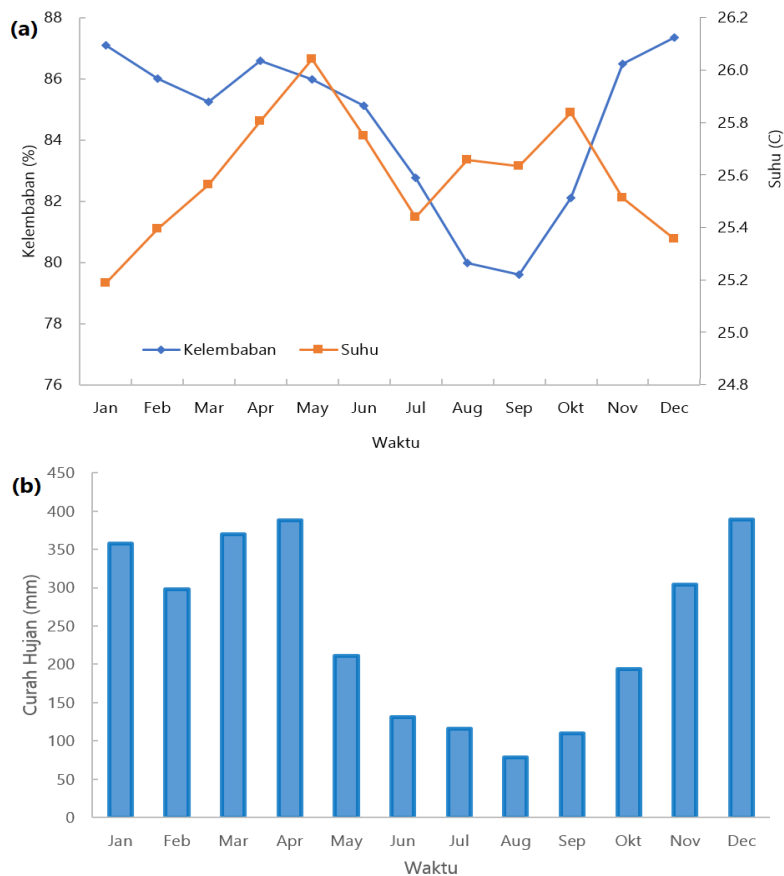 (a)
88
86
84
82
80
78
76
Kelembaban (%)
26.2
26.0
25.8
25.6
25.4
25.2
25.0
24.8
Suhu (C)
Kelembaban Suhu
Jan Feb Mar Apr May Jun Jul Aug Sep Okt Nov Dec
Waktu
(b)
450
400
350
300
250
200
150
100
50
0
Curah Hujan (mm)
Jan Feb Mar Apr May Jun Jul Aug Sep Okt Nov Dec
Waktu